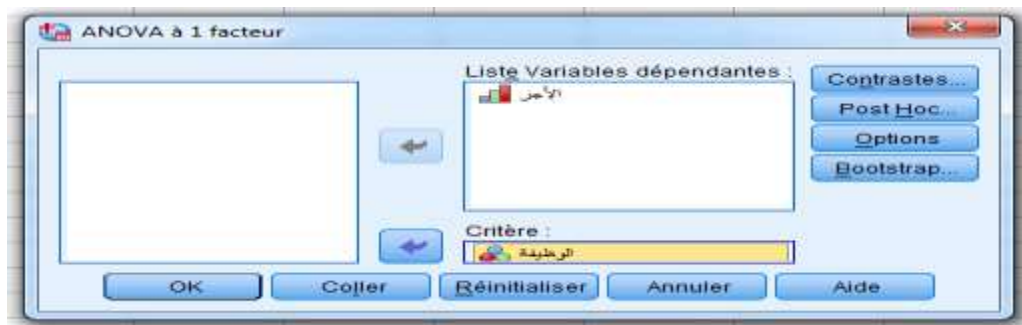 ANOVA à 1 facteur
Liste Variables dépendantes :
الأجر
Critère :
الوظيفة
Contrastes...
Post Hoc...
Options
Bootstrap...
OK
Coller
Réinitialiser
Annuler
Aide